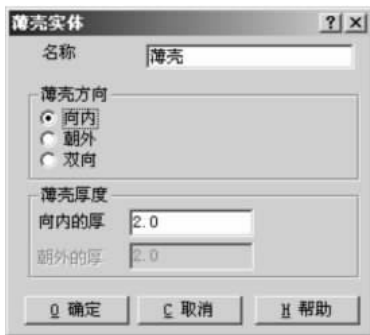 薄壳实体
名称 薄壳
薄壳方向
向内
朝外
双向
薄壳厚度
向内的厚 2.0
朝外的厚 2.0
O 确定 C 取消 H 帮助